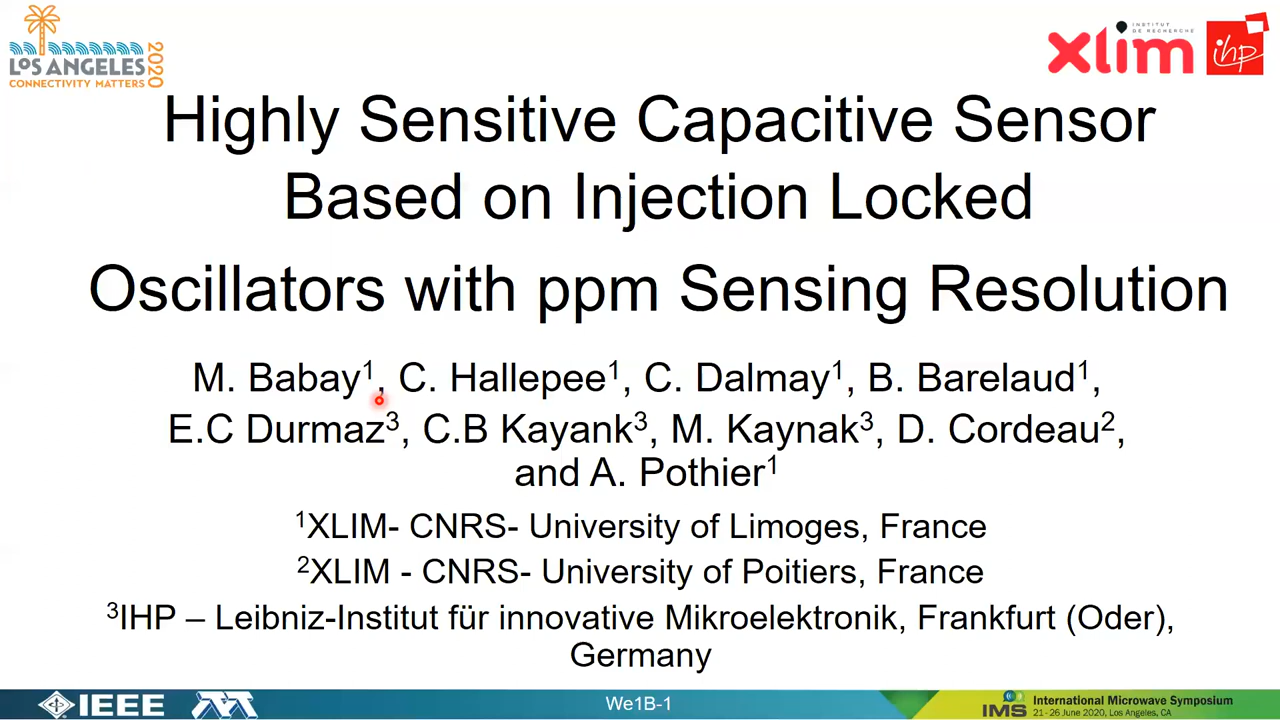 LOS ANGELES 2020
CONNECTIVITY MATTERS
INSTITUT
DE RECHERCHE
xlim
ihp
Highly Sensitive Capacitive Sensor
Based on Injection Locked
Oscillators with ppm Sensing Resolution
M. Babay¹, C. Hallepee¹, C. Dalmay¹, B. Barelaud¹,
E.C Durmaz³, C.B Kayank³, M. Kaynak³, D. Cordeau²,
and A. Pothier¹
¹XLIM- CNRS- University of Limoges, France
²XLIM - CNRS- University of Poitiers, France
³IHP – Leibniz-Institut für innovative Mikroelektronik, Frankfurt (Oder),
Germany
IEEE
We1B-1
IMS
International Microwave Symposium
21-26 June 2020, Los Angeles, CA